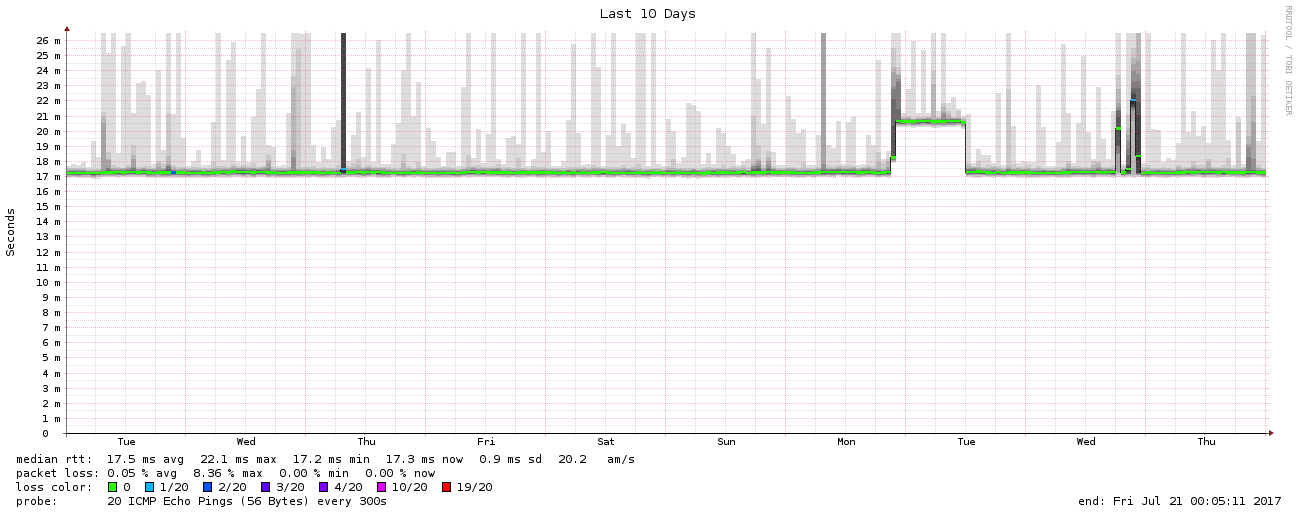 Last 10 Days
RRDTOOL / TOBI OETIKER
Seconds
26 m
25 m
24 m
23 m
22 m
21 m
20 m
19 m
18 m
17 m
16 m
15 m
14 m
13 m
12 m
11 m
10 m
9 m
8 m
7 m
6 m
5 m
4 m
3 m
2 m
1 m
0
Tue Wed Thu Fri Sat Sun Mon Tue Wed Thu
median rtt: 17.5 ms avg 22.1 ms max 17.2 ms min 17.3 ms now 0.9 ms sd 20.2 am/s
packet loss: 0.05 % avg 8.36 % max 0.00 % min 0.00 % now
loss color: 0 1/20 2/20 3/20 4/20 10/20 19/20
probe: 20 ICMP Echo Pings (56 Bytes) every 300s end: Fri Jul 21 00:05:11 2017